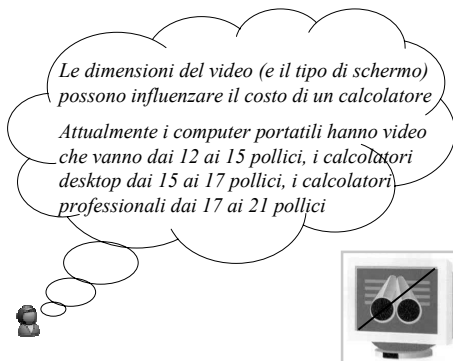 Le dimensioni del video (e il tipo di schermo)
possono influenzare il costo di un calcolatore
Attualmente i computer portatili hanno video
che vanno dai 12 ai 15 pollici, i calcolatori
desktop dai 15 ai 17 pollici, i calcolatori
professionali dai 17 ai 21 pollici